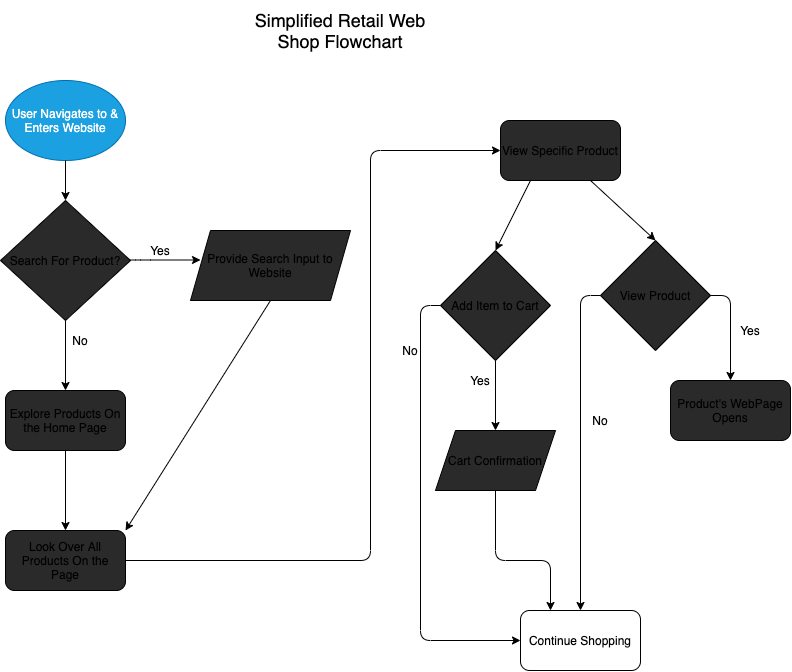 Simplified Retail Web
Shop Flowchart
User Navigates to &
Enters Website
Search For Product?
Yes
Provide Search Input to
Website
No
Explore Products On
the Home Page
Look Over All
Products On the
Page
View Specific Product
Add Item to Cart
View Product
No
Yes
Yes
No
Product's WebPage
Opens
Cart Confirmation
Continue Shopping